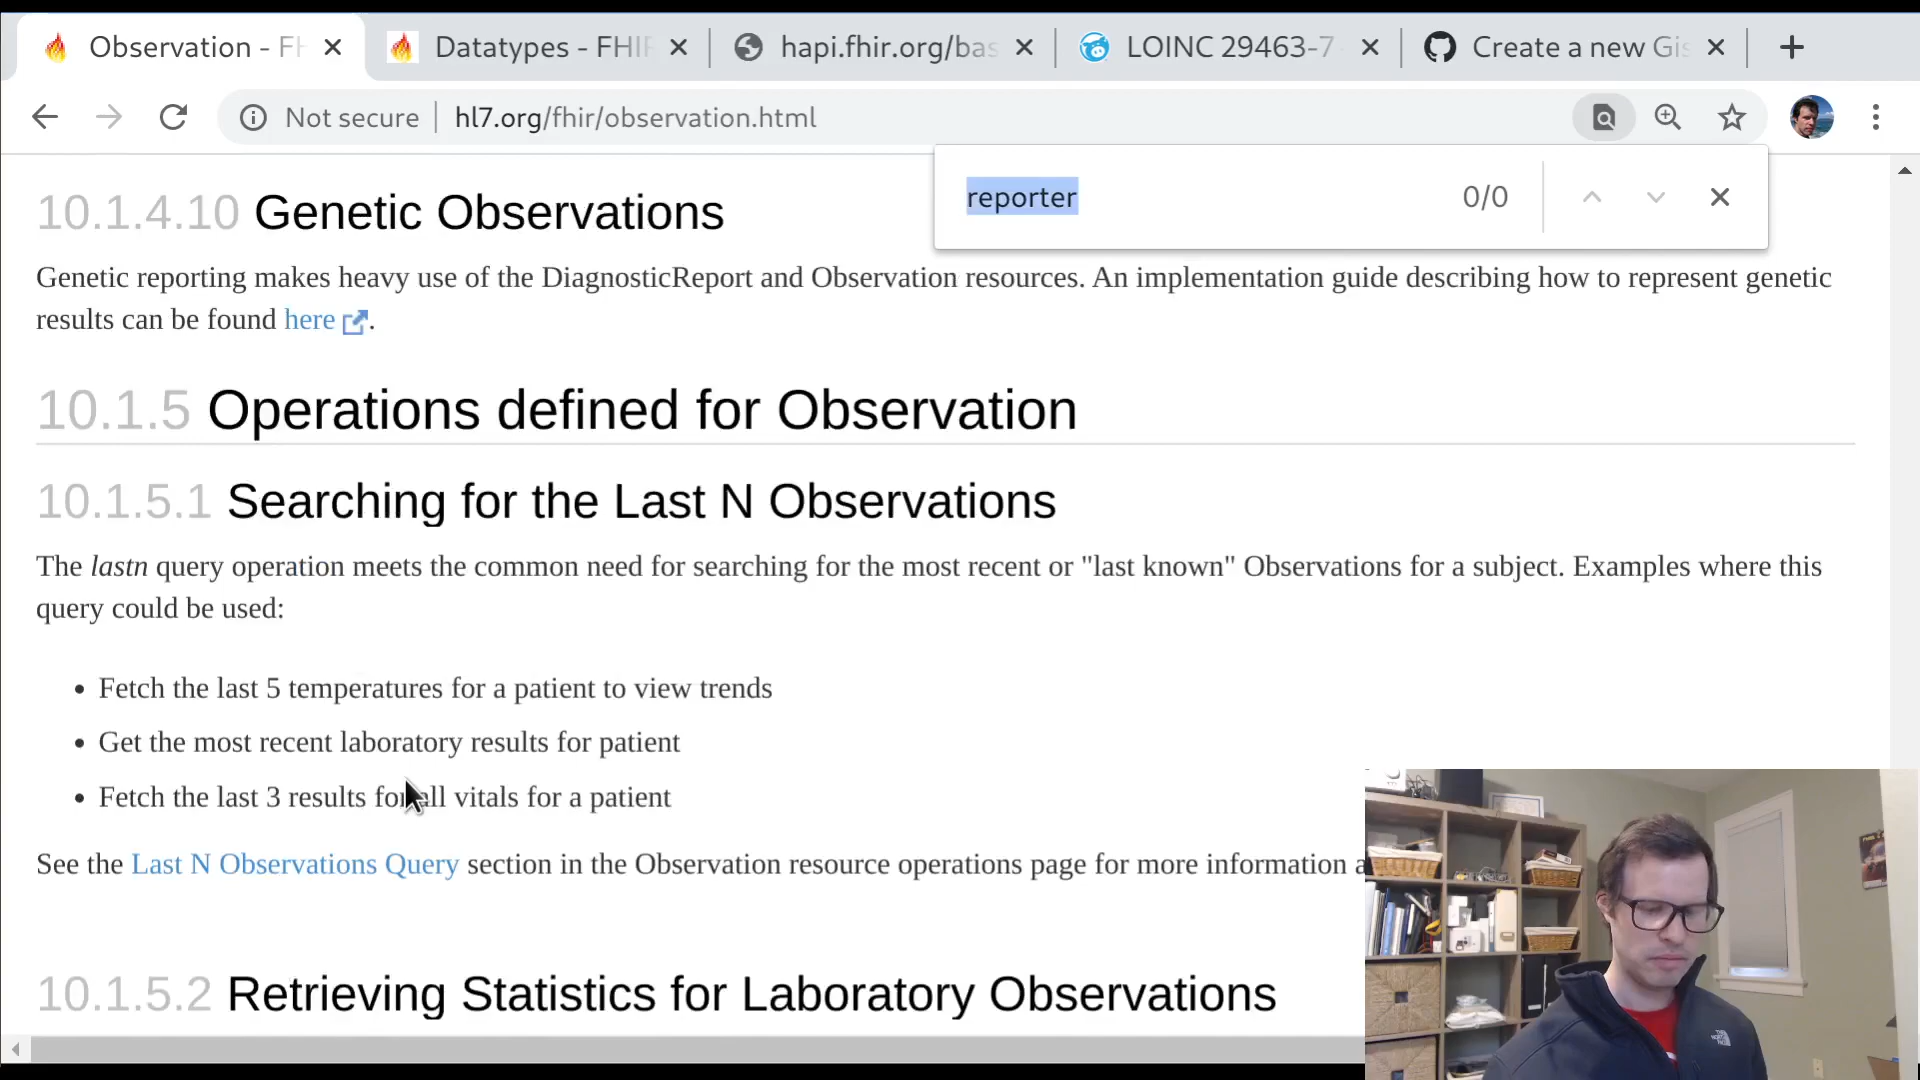 Observation - FH
Datatypes - FHIR
hapi.fhir.org/bas
LOINC 29463-7
Create a new Gis
Not secure
hl7.org/fhir/observation.html
reporter
0/0
10.1.4.10 Genetic Observations
Genetic reporting makes heavy use of the DiagnosticReport and Observation resources. An implementation guide describing how to represent genetic
results can be found here.
10.1.5 Operations defined for Observation
10.1.5.1 Searching for the Last N Observations
The lastn query operation meets the common need for searching for the most recent or "last known" Observations for a subject. Examples where this
query could be used:
• Fetch the last 5 temperatures for a patient to view trends
• Get the most recent laboratory results for patient
• Fetch the last 3 results for all vitals for a patient
See the Last N Observations Query section in the Observation resource operations page for more information a
10.1.5.2 Retrieving Statistics for Laboratory Observations